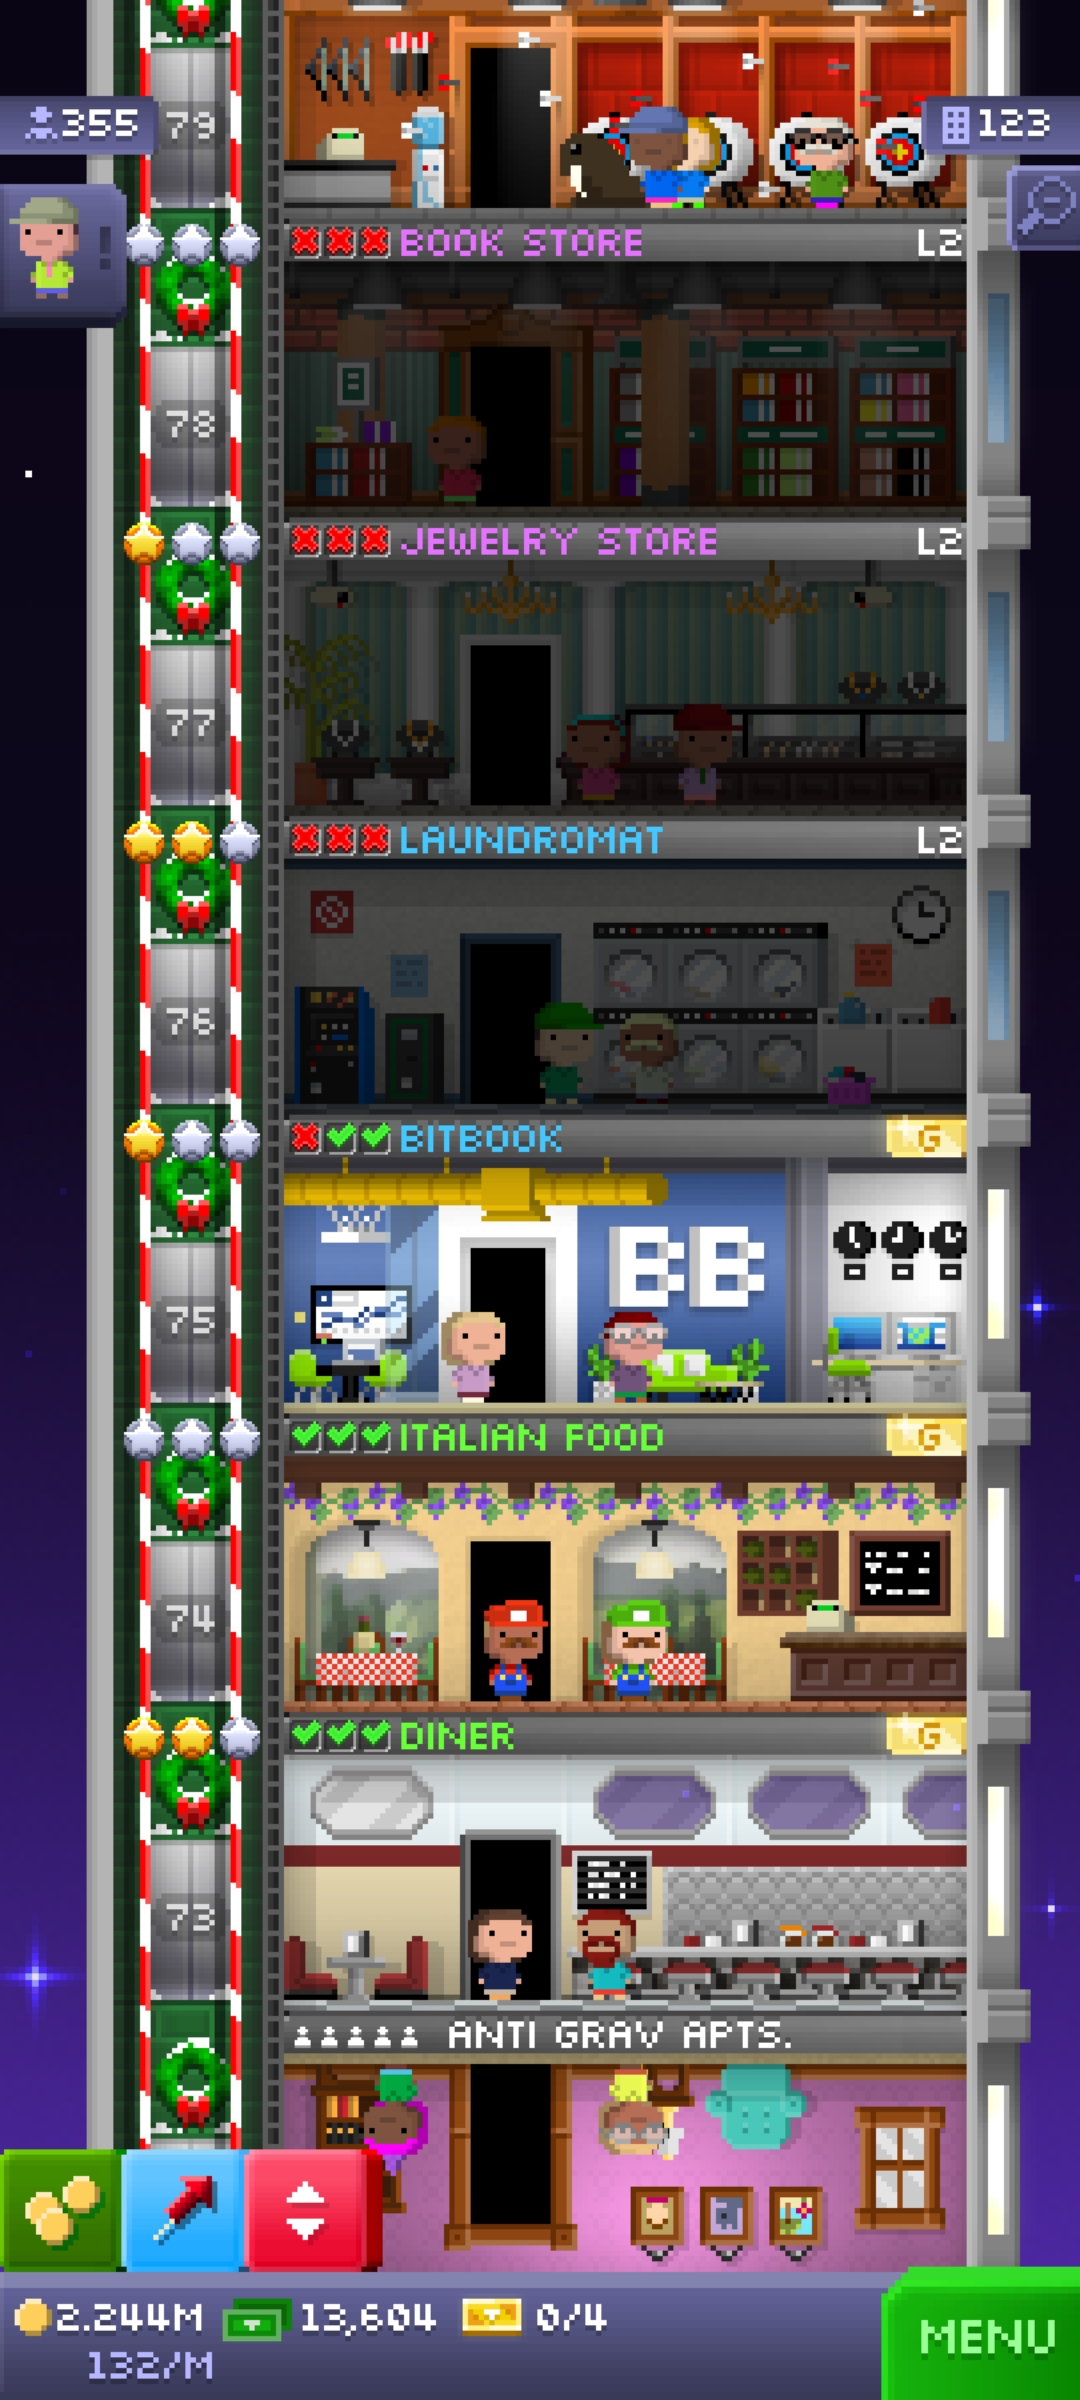 79
355
123
BOOK STORE L2
78
JEWELRY STORE L2
77
LAUNDROMAT L2
76
BITBOOK G
BB
75
ITALIAN FOOD G
74
DINER G
73
ANTI GRAV APTS.
2.244M 13,604 0/4
132/M
MENU